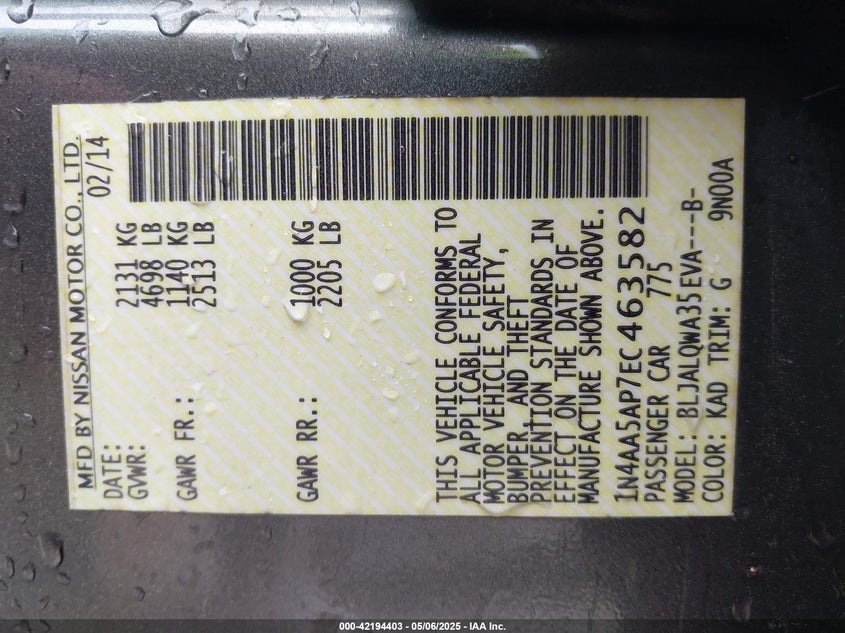 MFD BY NISSAN MOTOR CO., LTD.
DATE: 02/14
GVWR: 2131 KG
4698 LB
GAWR FR.: 1140 KG
2513 LB
GAWR RR.: 1000 KG
2205 LB
THIS VEHICLE CONFORMS TO
ALL APPLICABLE FEDERAL
MOTOR VEHICLE SAFETY,
BUMPER, AND THEFT
PREVENTION STANDARDS IN
EFFECT ON THE DATE OF
MANUFACTURE SHOWN ABOVE.
1N4AA5AP7EC463582
PASSENGER CAR 775
MODEL: BLJALQWA35EVA---B-
COLOR: KAD TRIM: G 9N00A
000-42194403 - 05/06/2025 - IAA Inc.